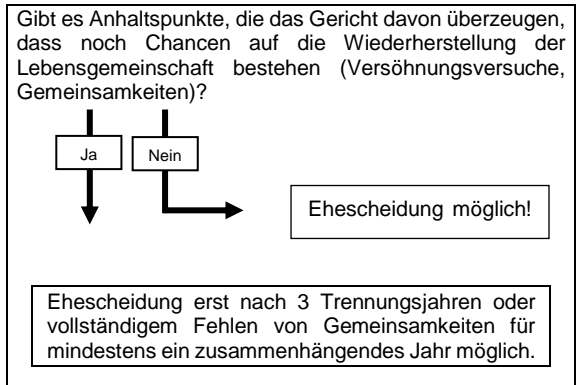 Gibt es Anhaltspunkte, die das Gericht davon überzeugen,
dass noch Chancen auf die Wiederherstellung der
Lebensgemeinschaft bestehen (Versöhnungsversuche,
Gemeinsamkeiten)?
Ja
Nein
Ehescheidung möglich!
Ehescheidung erst nach 3 Trennungsjahren oder
vollständigem Fehlen von Gemeinsamkeiten für
mindestens ein zusammenhängendes Jahr möglich.